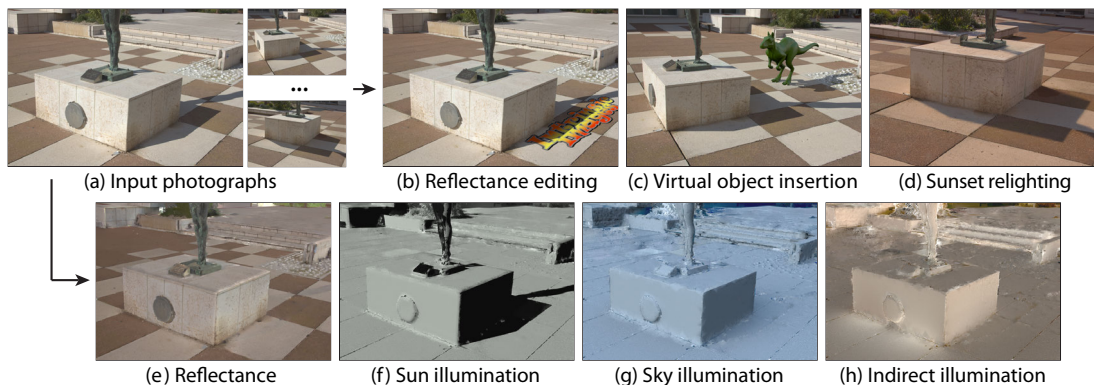 (a) Input photographs
...
(b) Reflectance editing
(c) Virtual object insertion
(d) Sunset relighting
(e) Reflectance
(f) Sun illumination
(g) Sky illumination
(h) Indirect illumination